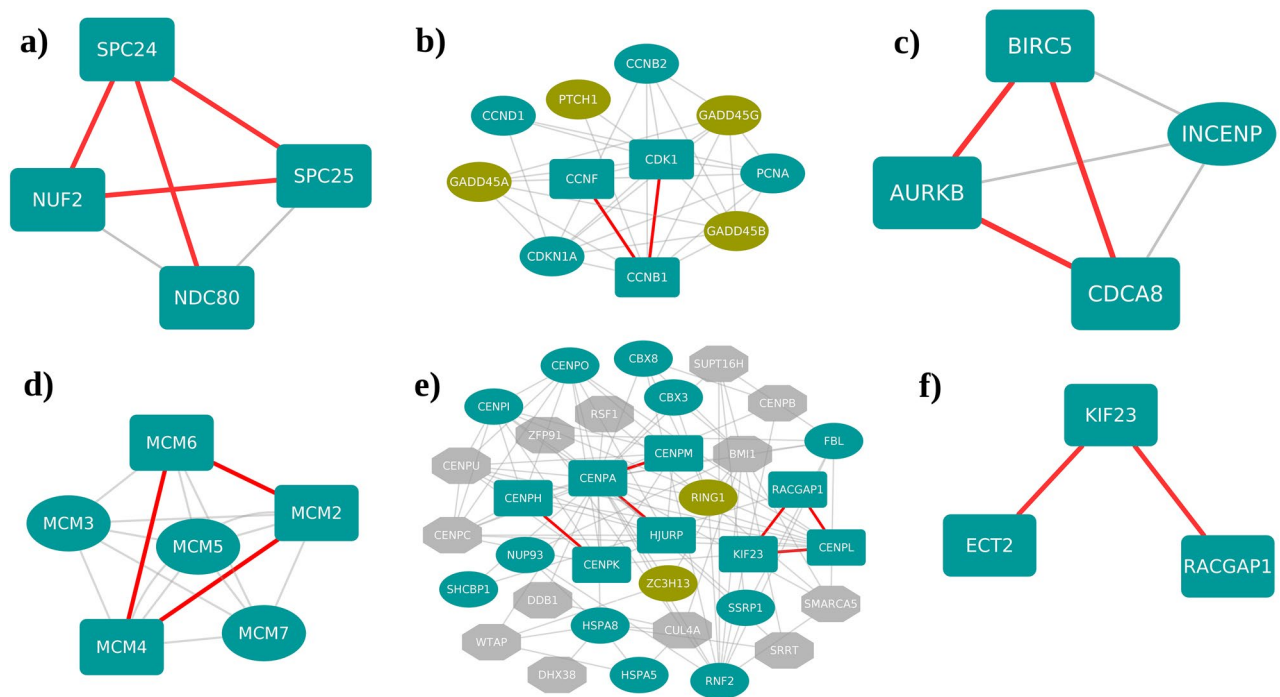 a)
SPC24
NUF2
SPC25
NDC80
b)
CCNB2
PTCH1
CCND1
GADD45G
CDK1
CCNF
PCNA
GADD45A
GADD45B
CDKN1A
CCNB1
c)
BIRC5
INCENP
AURKB
CDCA8
d)
MCM6
MCM3
MCM2
MCM5
MCM4
MCM7
e)
CENPO
CBX8
SUPT16H
CENPI
RSF1
CBX3
CENPB
ZFP91
FBL
CENPU
CENPM
BMI1
CENPA
CENPH
RING1
RACGAP1
CENPC
HJURP
NUP93
KIF23
CENPL
CENPK
SHCBP1
ZC3H13
DDB1
SSRP1
SMARCA5
HSPA8
CUL4A
WTAP
SRRT
DHX38
HSPA5
RNF2
f)
KIF23
ECT2
RACGAP1